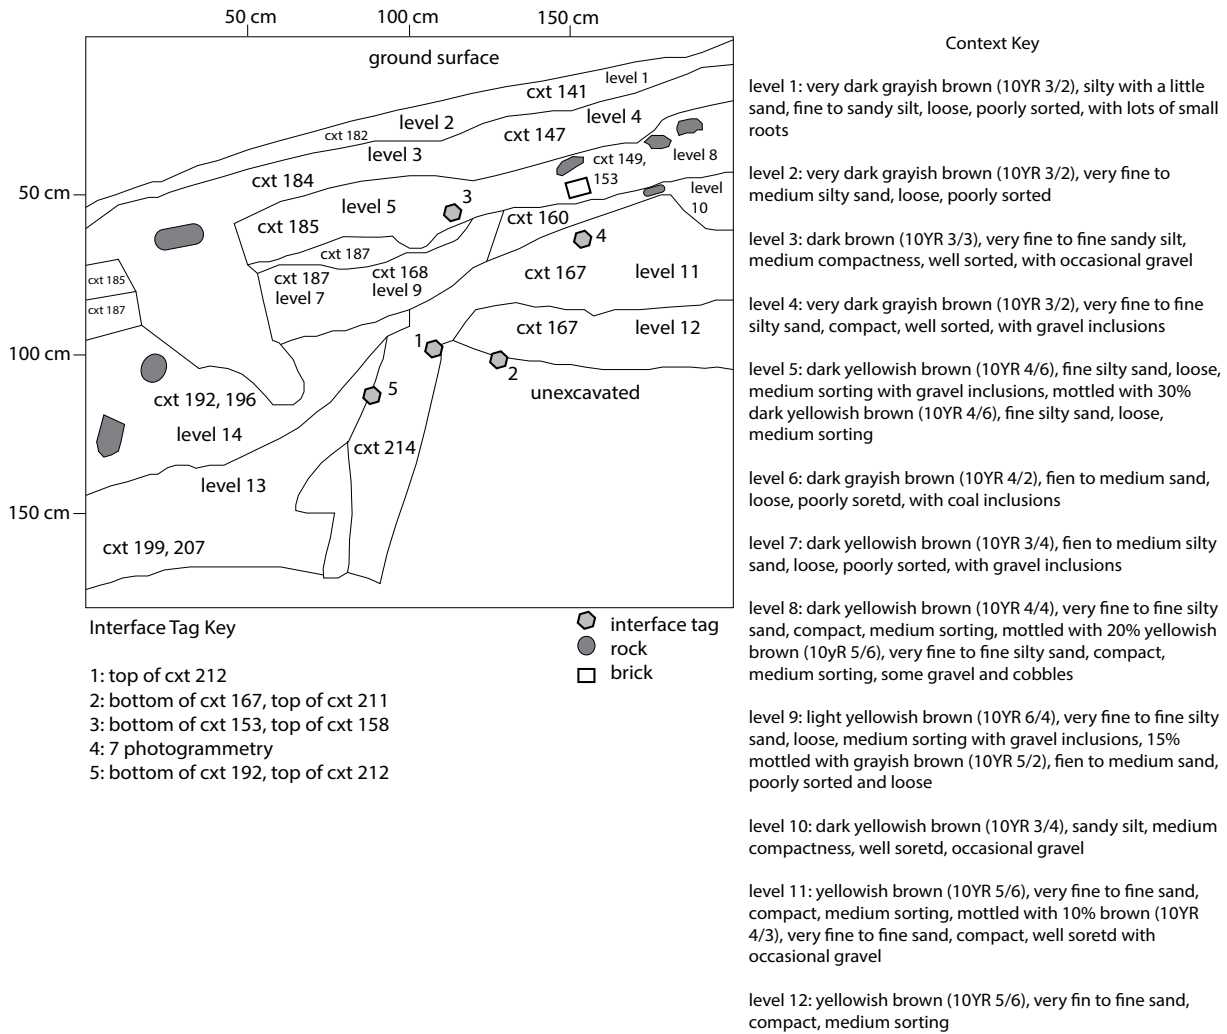 50 cm
100 cm
150 cm
ground surface
level 1
cxt 141
level 2
level 4
cxt 182
cxt 147
level 3
cxt 149,
153
level 8
cxt 184
50 cm
level 5
3
level
10
cxt 185
cxt 160
4
cxt 187
cxt 185
cxt 187
level 7
cxt 168
level 9
cxt 167
level 11
cxt 187
cxt 167
level 12
1
100 cm
2
5
unexcavated
cxt 192, 196
level 14
cxt 214
level 13
150 cm
cxt 199, 207
Interface Tag Key
1: top of cxt 212
2: bottom of cxt 167, top of cxt 211
3: bottom of cxt 153, top of cxt 158
4: 7 photogrammetry
5: bottom of cxt 192, top of cxt 212
interface tag
rock
brick
Context Key
level 1: very dark grayish brown (10YR 3/2), silty with a little
sand, fine to sandy silt, loose, poorly sorted, with lots of small
roots
level 2: very dark grayish brown (10YR 3/2), very fine to
medium silty sand, loose, poorly sorted
level 3: dark brown (10YR 3/3), very fine to fine sandy silt,
medium compactness, well sorted, with occasional gravel
level 4: very dark grayish brown (10YR 3/2), very fine to fine
silty sand, compact, well sorted, with gravel inclusions
level 5: dark yellowish brown (10YR 4/6), fine silty sand, loose,
medium sorting with gravel inclusions, mottled with 30%
dark yellowish brown (10YR 4/6), fine silty sand, loose,
medium sorting
level 6: dark grayish brown (10YR 4/2), fien to medium sand,
loose, poorly soretd, with coal inclusions
level 7: dark yellowish brown (10YR 3/4), fien to medium silty
sand, loose, poorly sorted, with gravel inclusions
level 8: dark yellowish brown (10YR 4/4), very fine to fine silty
sand, compact, medium sorting, mottled with 20% yellowish
brown (10yR 5/6), very fine to fine silty sand, compact,
medium sorting, some gravel and cobbles
level 9: light yellowish brown (10YR 6/4), very fine to fine silty
sand, loose, medium sorting with gravel inclusions, 15%
mottled with grayish brown (10YR 5/2), fien to medium sand,
poorly sorted and loose
level 10: dark yellowish brown (10YR 3/4), sandy silt, medium
compactness, well soretd, occasional gravel
level 11: yellowish brown (10YR 5/6), very fine to fine sand,
compact, medium sorting, mottled with 10% brown (10YR
4/3), very fine to fine sand, compact, well soretd with
occasional gravel
level 12: yellowish brown (10YR 5/6), very fin to fine sand,
compact, medium sorting